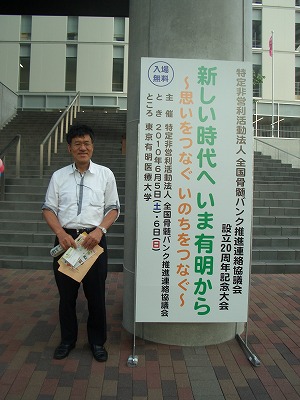 特定非営利活動法人 全国骨髄バンク推進連絡協議会
設立20周年記念大会
入場
無料
新しい時代へ いま有明から
～思いをつなぐ いのちをつなぐ～
主 催 特定非営利活動法人 全国骨髄バンク推進連絡協議会
と き 2010年6月5日(土)・6日(日)
ところ 東京有明医療大学